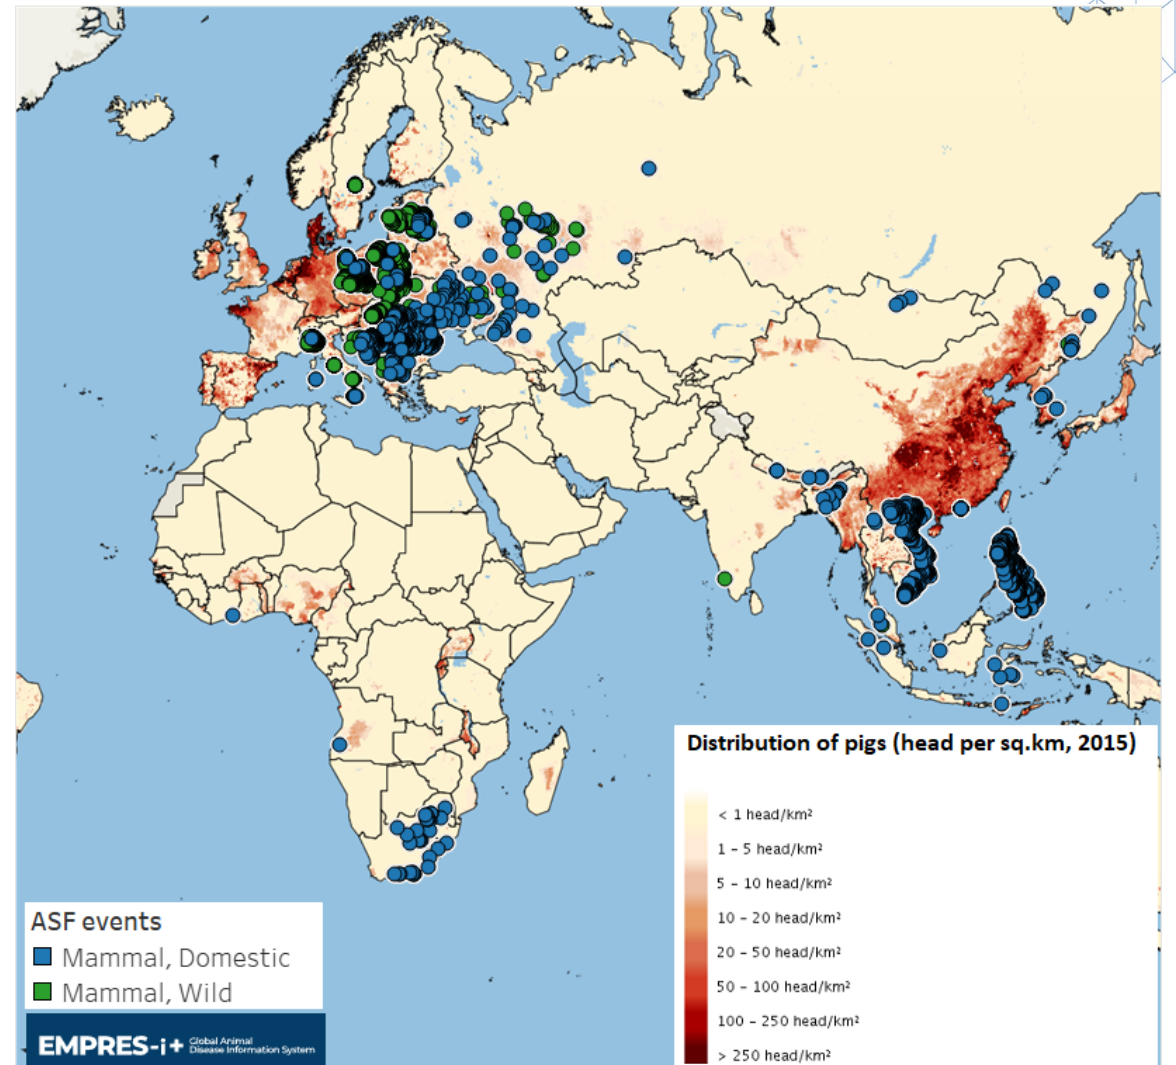 Distribution of pigs (head per sq.km, 2015)
< 1 head/km²
1 – 5 head/km²
5 – 10 head/km²
10 – 20 head/km²
20 – 50 head/km²
50 – 100 head/km²
100 – 250 head/km²
> 250 head/km²
ASF events
Mammal, Domestic
Mammal, Wild
EMPRES-i+ Global Animal
Disease Information System